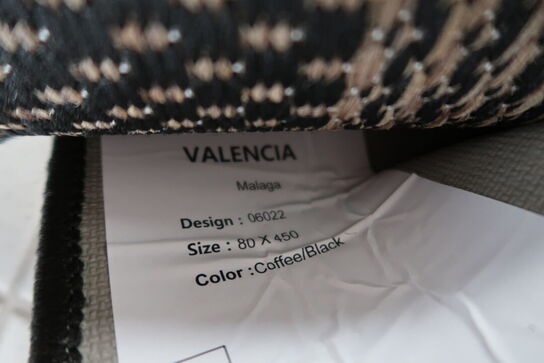 VALENCIA
Malaga
Design : 06022
Size : 80 X 450
Color : Coffee/Black